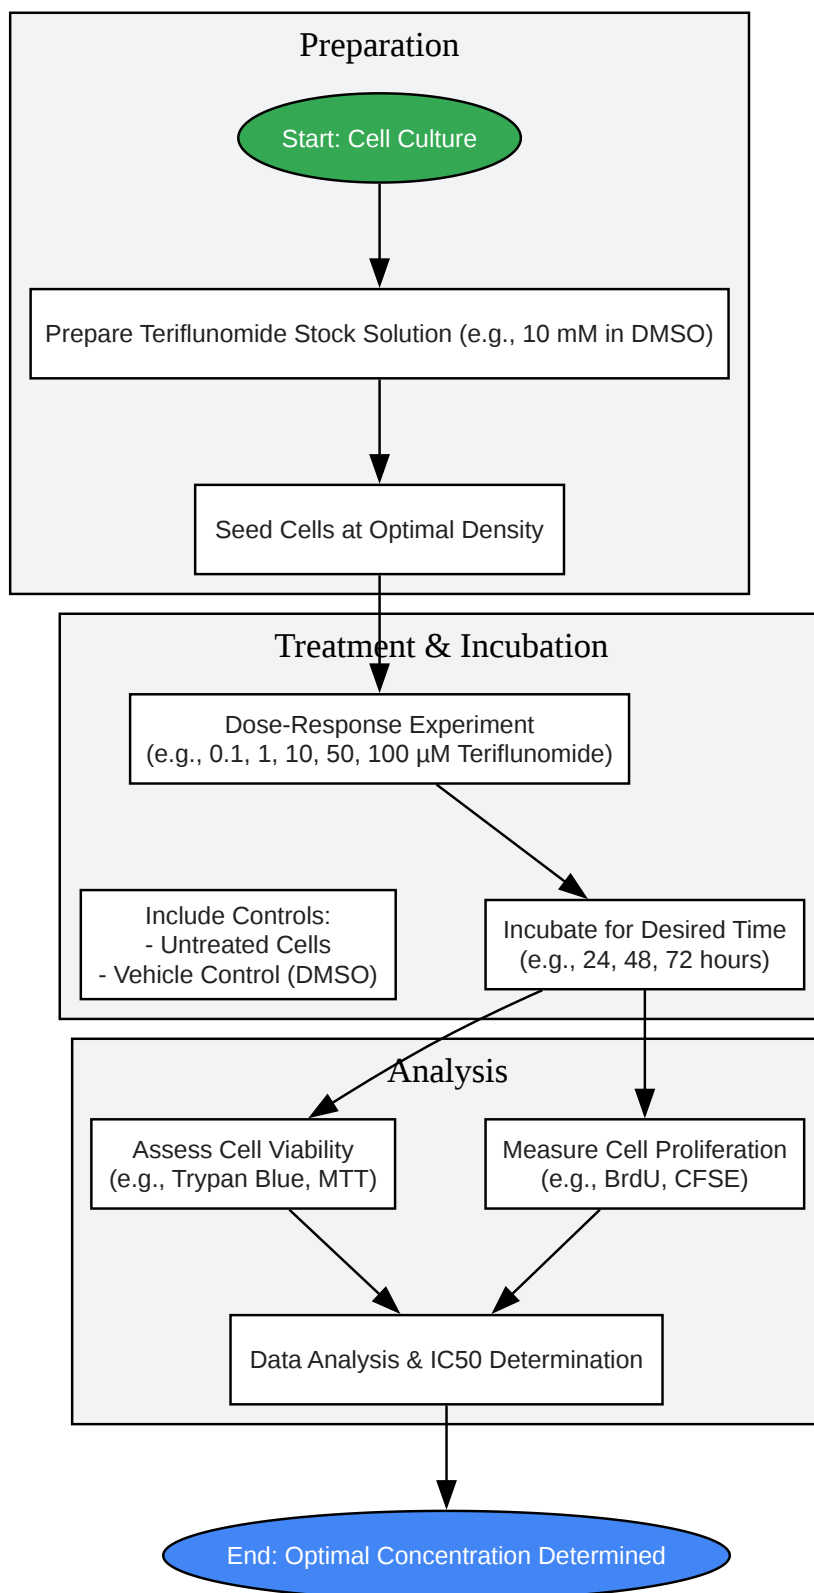 Preparation
Start: Cell Culture
Prepare Teriflunomide Stock Solution (e.g., 10 mM in DMSO)
Seed Cells at Optimal Density
Treatment & Incubation
Dose-Response Experiment
(e.g., 0.1, 1, 10, 50, 100 µM Teriflunomide)
Include Controls:
- Untreated Cells
- Vehicle Control (DMSO)
Incubate for Desired Time
(e.g., 24, 48, 72 hours)
Analysis
Assess Cell Viability
(e.g., Trypan Blue, MTT)
Measure Cell Proliferation
(e.g., BrdU, CFSE)
Data Analysis & IC50 Determination
End: Optimal Concentration Determined